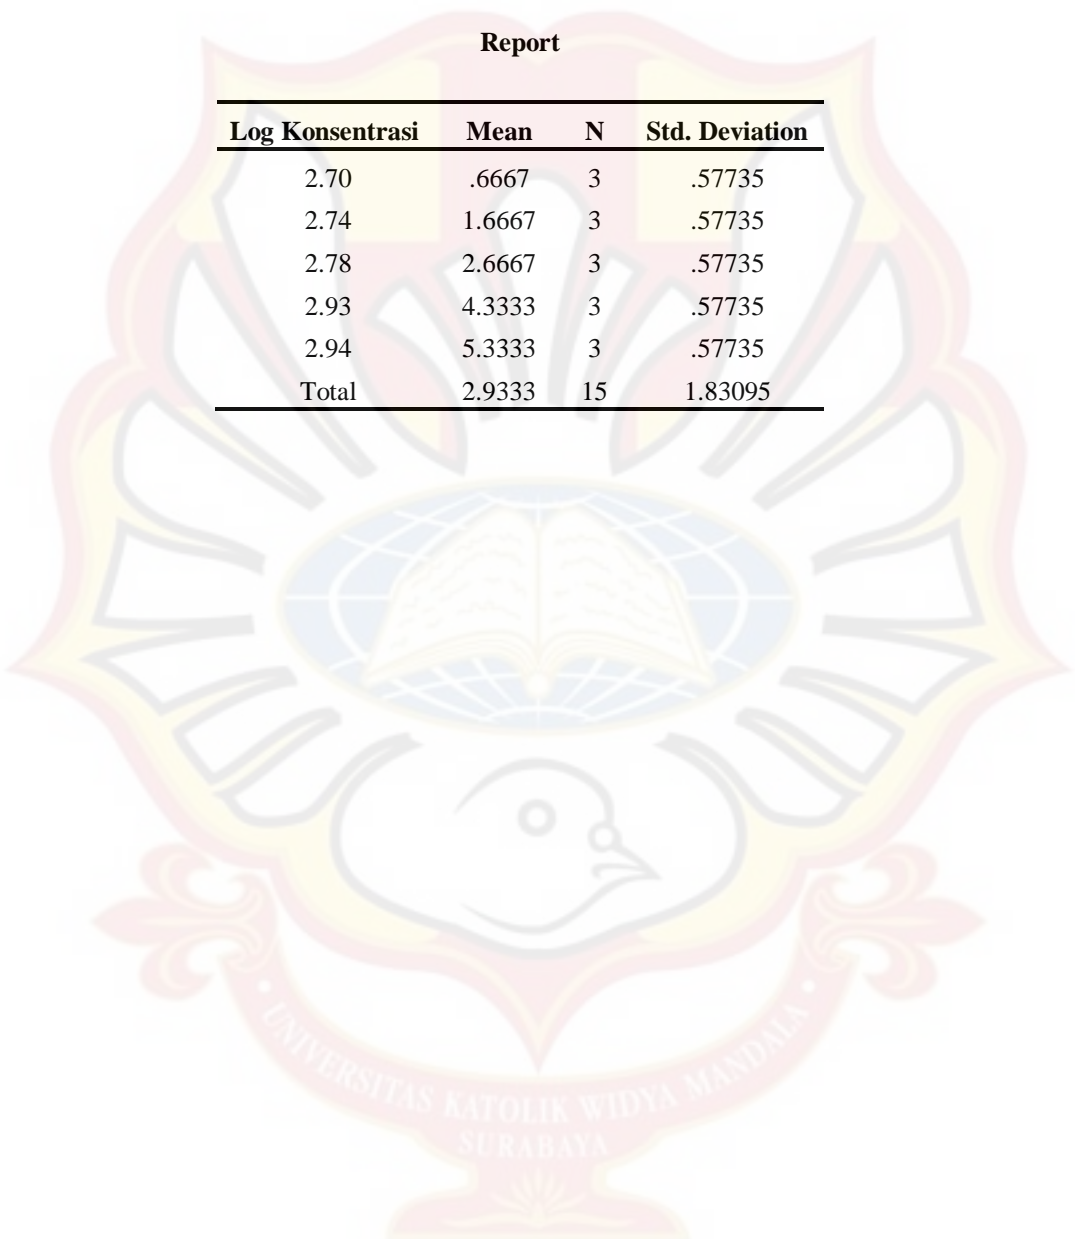 Report
Log Konsentrasi Mean N Std. Deviation
2.70 .6667 3 .57735
2.74 1.6667 3 .57735
2.78 2.6667 3 .57735
2.93 4.3333 3 .57735
2.94 5.3333 3 .57735
Total 2.9333 15 1.83095
UNIVERSITAS KATOLIK WIDYA MANDALA
SURABAYA